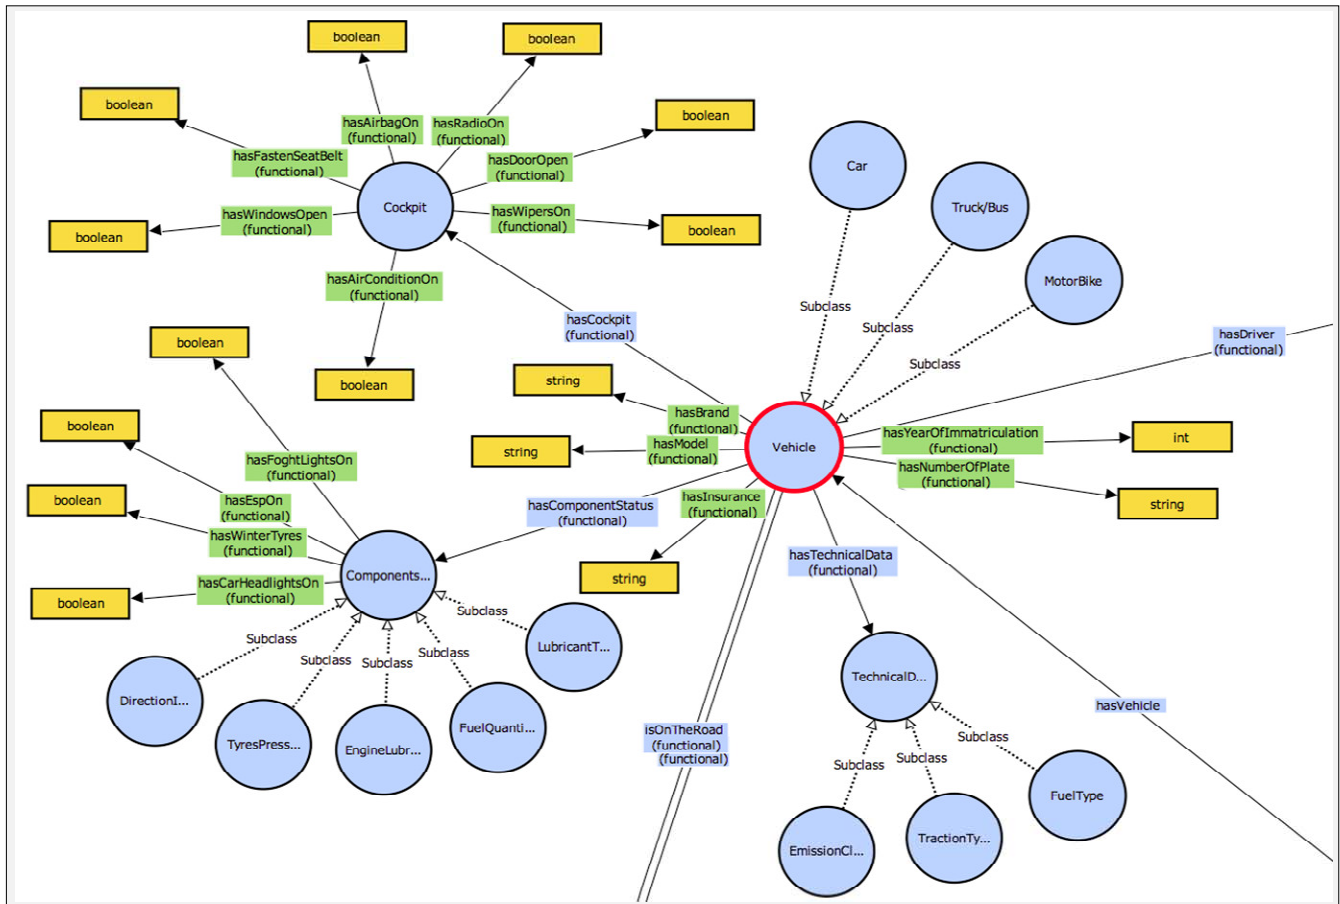 boolean
boolean
boolean
boolean
hasAirbagOn
(functional)
hasRadioOn
(functional)
hasFastenSeatBelt
(functional)
hasDoorOpen
(functional)
Car
Cockpit
Truck/Bus
hasWindowsOpen
(functional)
hasWipersOn
(functional)
boolean
boolean
hasAirConditionOn
(functional)
MotorBike
Subclass
hasCockpit
(functional)
Subclass
hasDriver
(functional)
boolean
Subclass
boolean
string
hasBrand
(functional)
boolean
hasYearOfImmatriculation
(functional)
int
hasModel
(functional)
string
Vehicle
hasFoghtLightsOn
(functional)
hasNumberOfPlate
(functional)
boolean
hasEspOn
(functional)
hasComponentStatus
(functional)
hasInsurance
(functional)
string
hasWinterTyres
(functional)
hasTechnicalData
(functional)
Components...
string
hasCarHeadlightsOn
(functional)
boolean
Subclass
Subclass
Subclass
Subclass
Subclass
LubricantT...
TechnicalD...
DirectionI...
hasVehicle
FuelQuanti...
TyresPress...
EngineLubr...
isOnTheRoad
(functional)
(functional)
Subclass
Subclass
Subclass
FuelType
EmissionCl...
TractionTy...